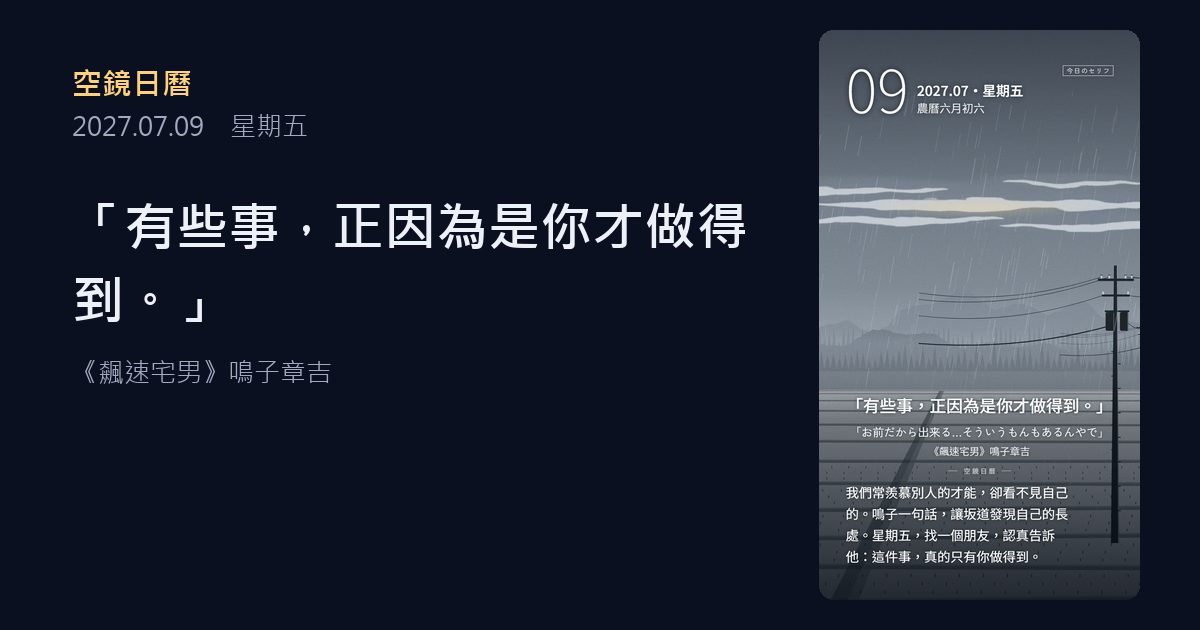 空鏡日曆
2027.07.09 星期五
「有些事，正因為是你才做得
到。」
《飆速宅男》鳴子章吉
今日のセリフ
09 2027.07・星期五
農曆六月初六
「有些事，正因為是你才做得到。」
「お前だから出来る...そういうもんもあるんやで」
《飆速宅男》鳴子章吉
— 空鏡日曆 —
我們常羨慕別人的才能，卻看不見自己
的。鳴子一句話，讓坂道發現自己的長
處。星期五，找一個朋友，認真告訴
他：這件事，真的只有你做得到。